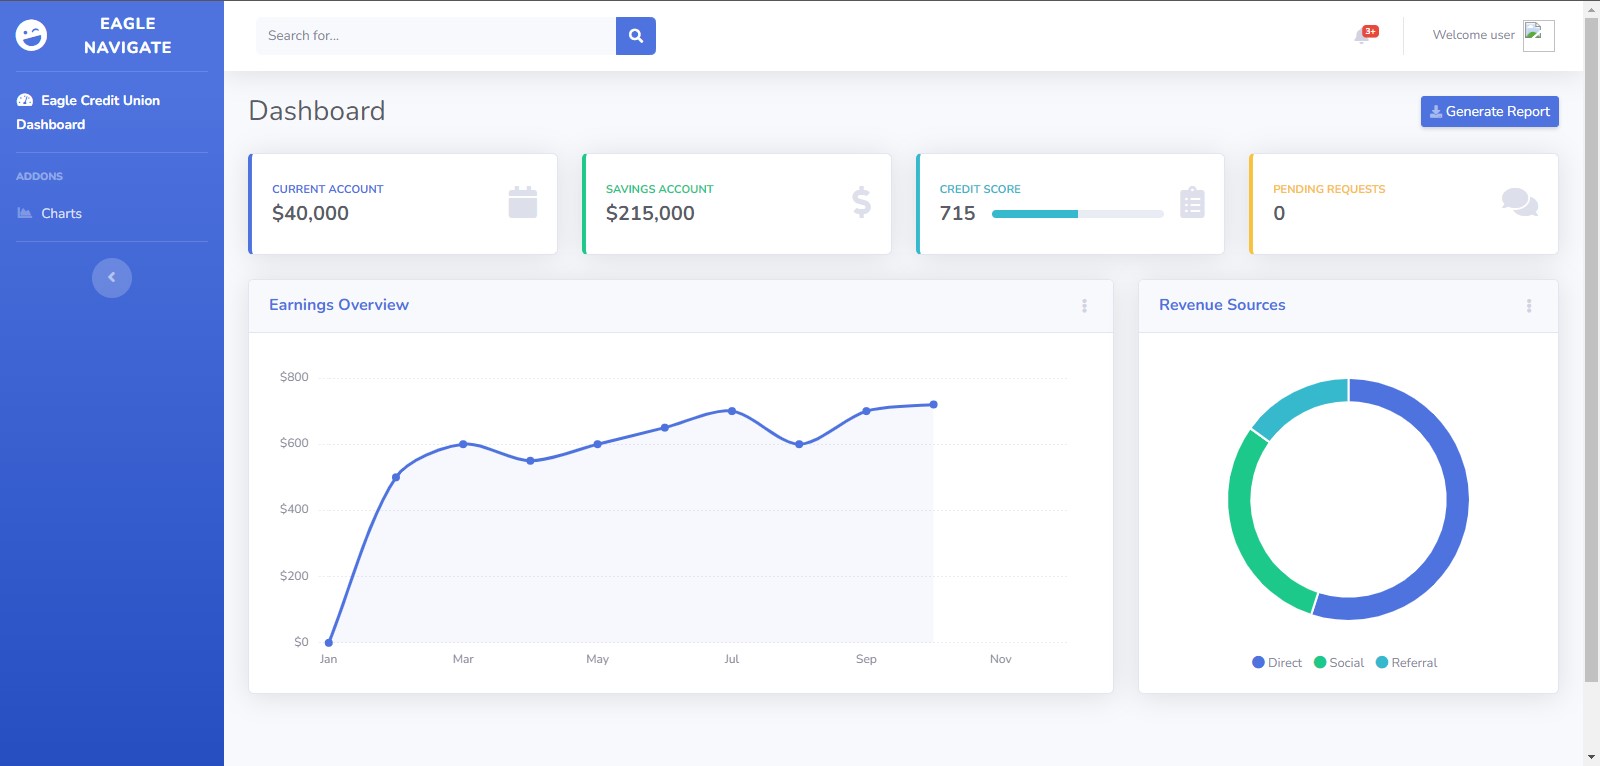 EAGLE
NAVIGATE
Eagle Credit Union
Dashboard
ADDONS
Charts
Search for...
3+
Welcome user
Dashboard
Generate Report
CURRENT ACCOUNT
$40,000
SAVINGS ACCOUNT
$215,000
CREDIT SCORE
715
PENDING REQUESTS
0
Earnings Overview
$800
$600
$400
$200
$0
Jan Mar May Jul Sep Nov
Revenue Sources
Direct Social Referral